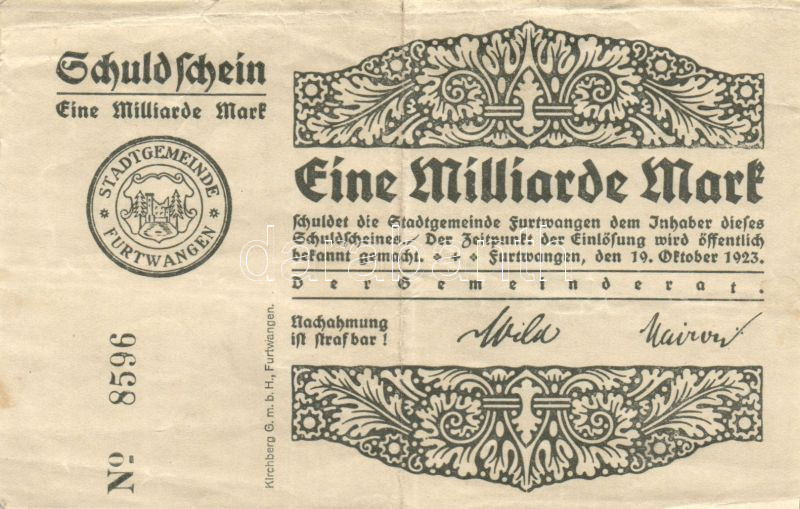 Schuldschein
Eine Milliarde Mark
STADTGEMEINDE
FURTWANGEN
No 8596
Kirchberg G. m. b. H., Furtwangen.
Eine Milliarde Mark
schuldet die Stadtgemeinde Furtwangen dem Inhaber dieses
Schuldscheines. Der Zeitpunkt der Einlösung wird öffentlich
bekannt gemacht. Furtwangen, den 19. Oktober 1923.
Der Gemeinderat.
Nachahmung
ist strafbar!
darabanth